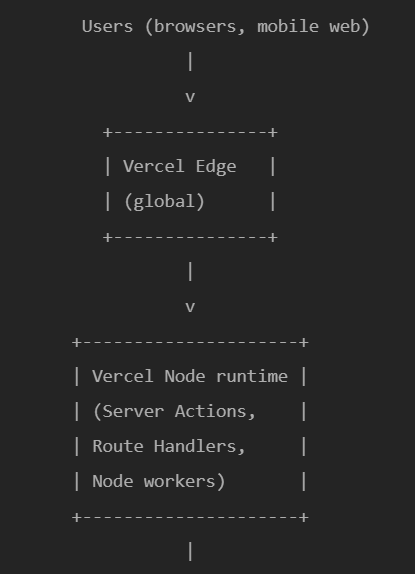 Users (browsers, mobile web)
|
v
+---------------+
| Vercel Edge   |
| (global)      |
+---------------+
|
v
+---------------------+
| Vercel Node runtime |
| (Server Actions,    |
| Route Handlers,     |
| Node workers)       |
+---------------------+
|